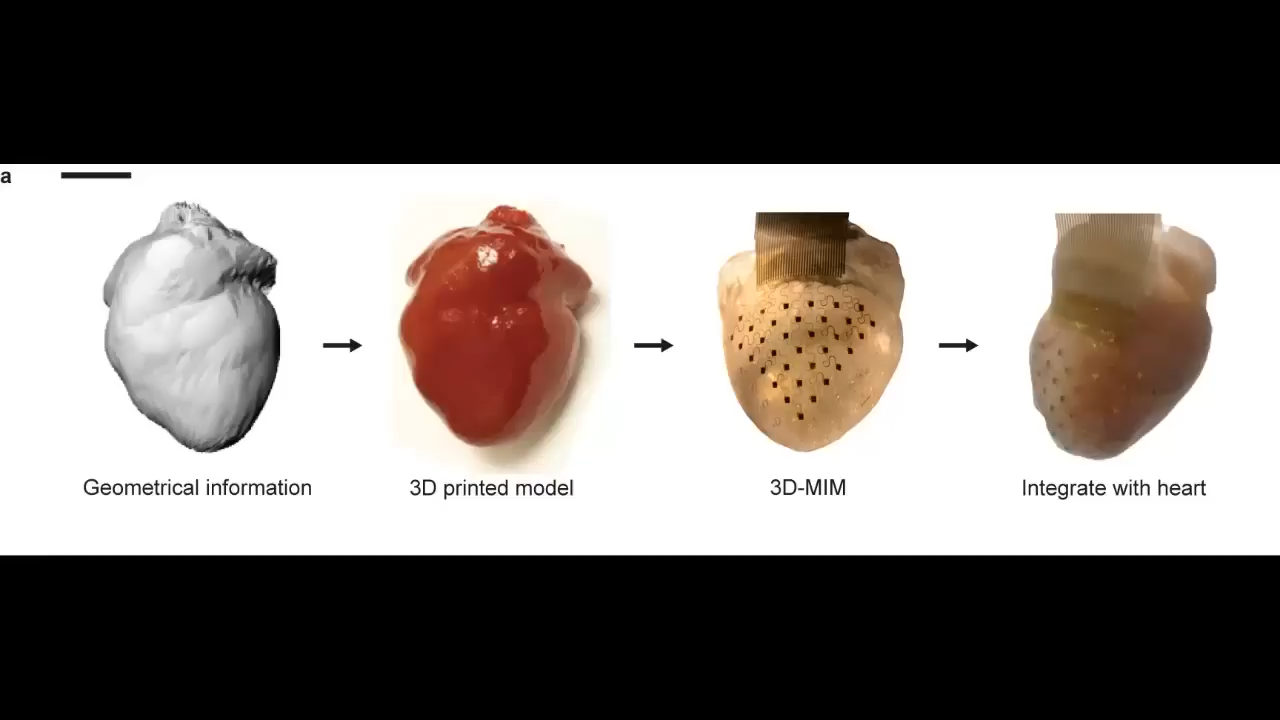 a
Geometrical information
3D printed model
3D-MIM
Integrate with heart